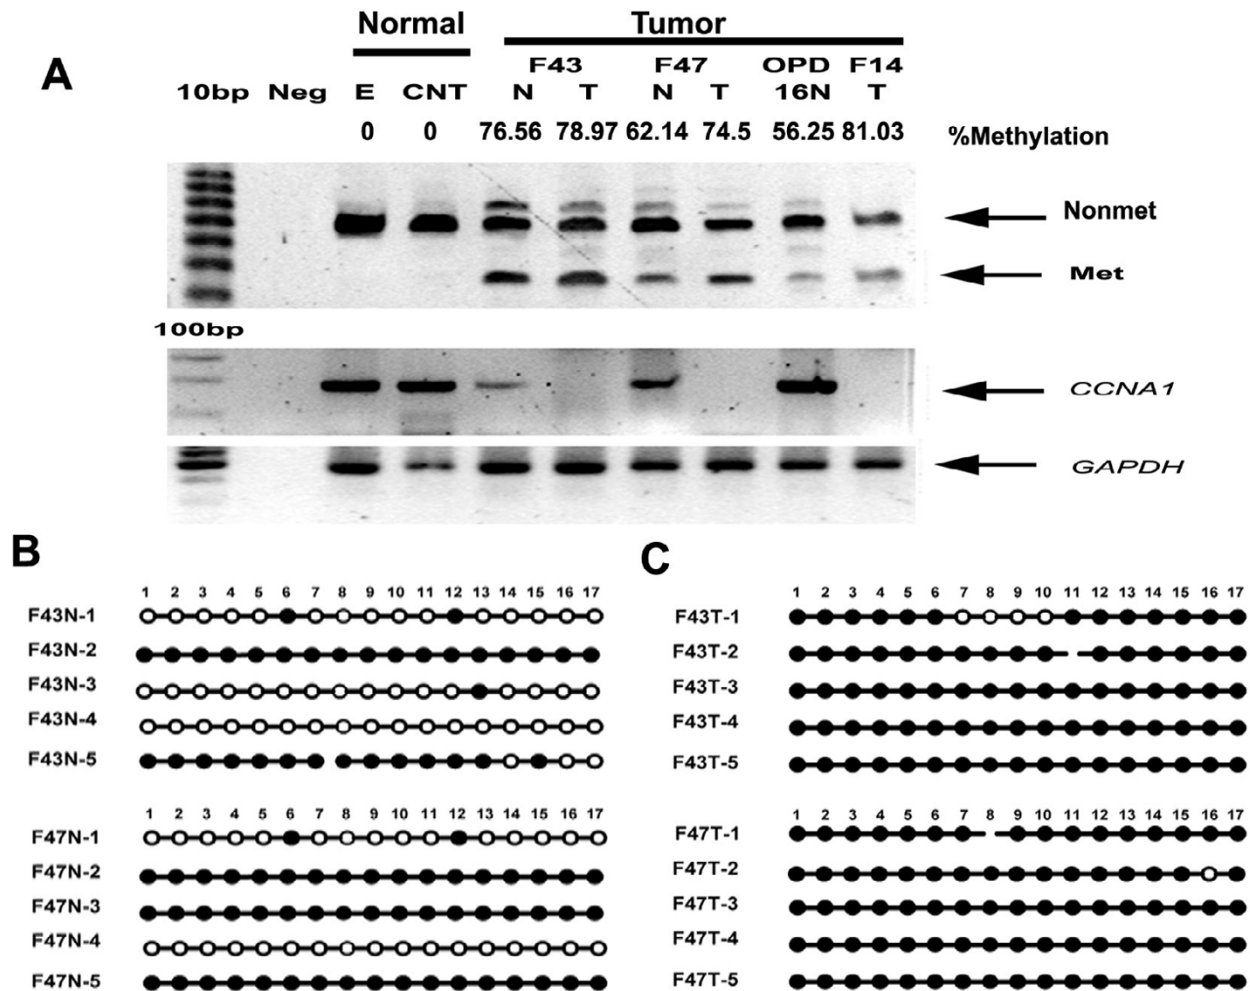 Normal Tumor
A
F43 F47 OPD F14
10bp Neg E CNT N T N T 16N T
0 0 76.56 78.97 62.14 74.5 56.25 81.03 %Methylation
Nonmet
Met
100bp
CCNA1
GAPDH
B
1 2 3 4 5 6 7 8 9 10 11 12 13 14 15 16 17
F43N-1
F43N-2
F43N-3
F43N-4
F43N-5
1 2 3 4 5 6 7 8 9 10 11 12 13 14 15 16 17
F47N-1
F47N-2
F47N-3
F47N-4
F47N-5
C
1 2 3 4 5 6 7 8 9 10 11 12 13 14 15 16 17
F43T-1
F43T-2
F43T-3
F43T-4
F43T-5
1 2 3 4 5 6 7 8 9 10 11 12 13 14 15 16 17
F47T-1
F47T-2
F47T-3
F47T-4
F47T-5